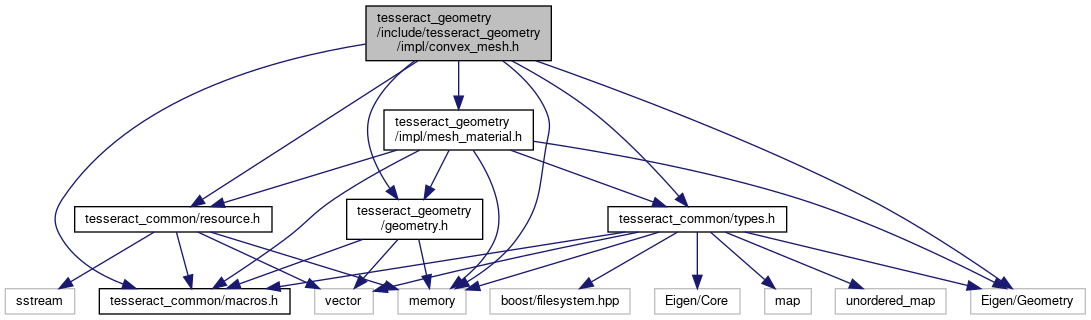 tesseract_geometry
/include/tesseract_geometry
/impl/convex_mesh.h
tesseract_geometry
/impl/mesh_material.h
tesseract_common/resource.h
tesseract_geometry
/geometry.h
tesseract_common/types.h
sstream
tesseract_common/macros.h
vector
memory
boost/filesystem.hpp
Eigen/Core
map
unordered_map
Eigen/Geometry